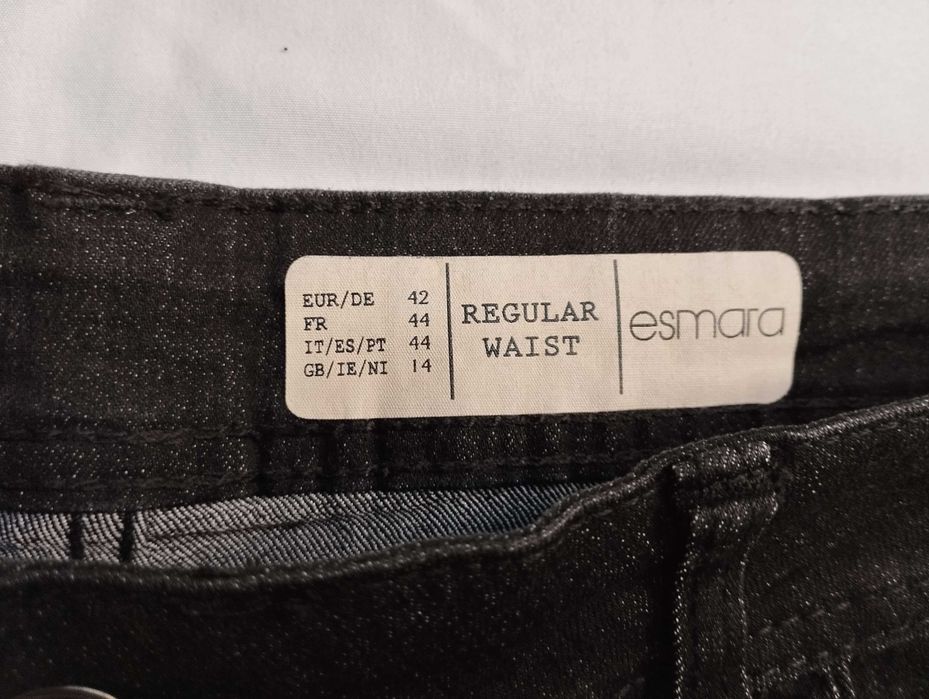 EUR/DE 42
FR 44
IT/ES/PT 44
GB/IE/NI 14
REGULAR
WAIST
esmara